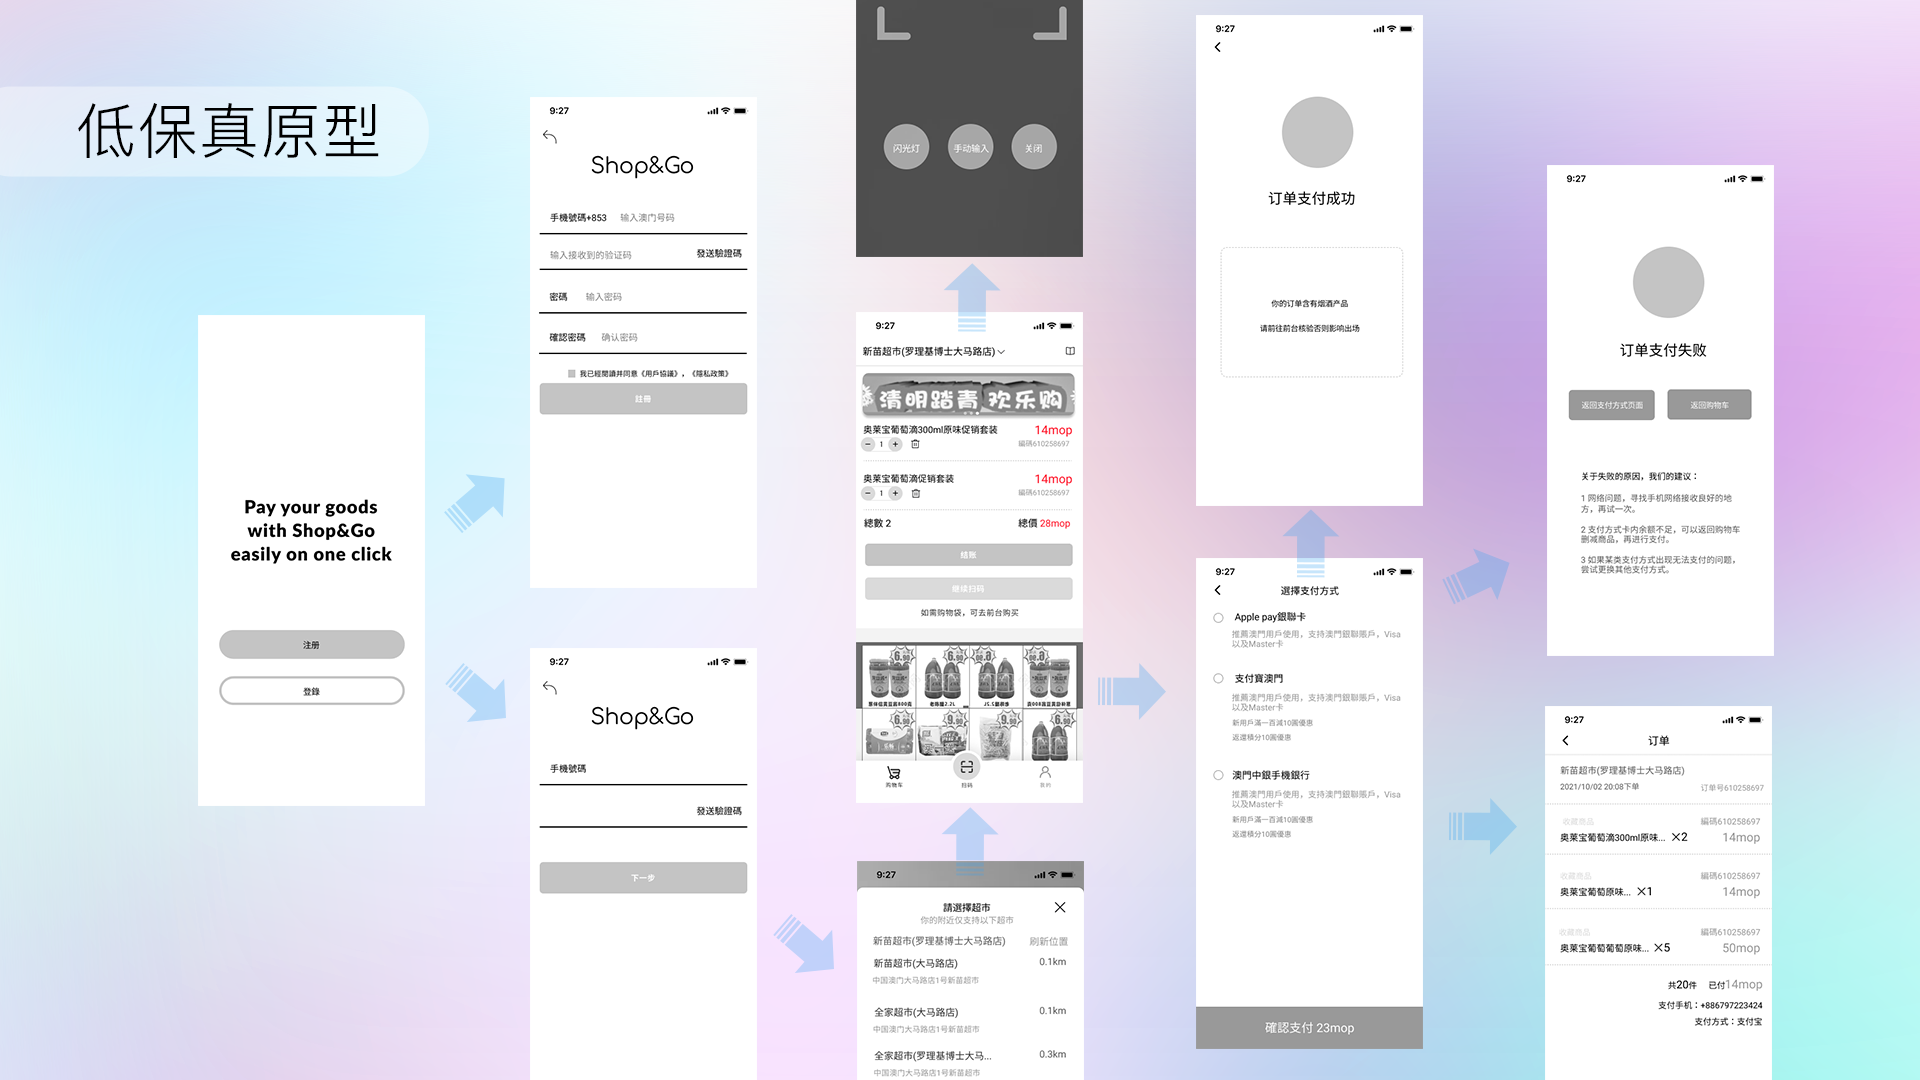 低保真原型
Pay your goods
with Shop&Go
easily on one click
注册
登錄
9:27
Shop&Go
手機號碼+853 输入澳门号码
输入接收到的验证码 發送驗證碼
密碼 输入密码
確認密碼 确认密码
我已經閱讀并同意《用戶協議》，《隱私政策》
註冊
9:27
Shop&Go
手機號碼
發送驗證碼
下一步
闪光灯 手动输入 关闭
9:27
新苗超市(罗理基博士大马路店)
清明踏青 欢乐购
奥莱宝葡萄滴300ml原味促销套装 14mop
1 編碼610258697
奥莱宝葡萄滴促销套装 14mop
1 編碼610258697
總數 2 總價 28mop
结账
继续扫码
如需购物袋，可去前台购买
6.90 6.90
6.90 9.90 9.90 6.90
购物车 扫码 我的
9:27
請選擇超市
你的附近仅支持以下超市
新苗超市(罗理基博士大马路店) 刷新位置
新苗超市(大马路店) 0.1km
中国澳门大马路店1号新苗超市
全家超市(大马路店) 0.1km
中国澳门大马路店1号新苗超市
全家超市(罗理基博士大马... 0.3km
中国澳门大马路店1号新苗超市
9:27
订单支付成功
你的订单含有烟酒产品
请前往前台核验否则影响出场
9:27
選擇支付方式
Apple pay銀聯卡
推薦澳門用戶使用，支持澳門銀聯賬戶，Visa
以及Master卡
支付寶澳門
推薦澳門用戶使用，支持澳門銀聯賬戶，Visa
以及Master卡
新用戶滿一百減10圓優惠
返還積分10圓優惠
澳門中銀手機銀行
推薦澳門用戶使用，支持澳門銀聯賬戶，Visa
以及Master卡
新用戶滿一百減10圓優惠
返還積分10圓優惠
確認支付 23mop
9:27
订单支付失败
返回支付方式页面 返回购物车
关于失败的原因，我们的建议：
1 网络问题，寻找手机网络接收良好的地
方，再试一次。
2 支付方式卡内余额不足，可以返回购物车
删减商品，再进行支付。
3 如果某类支付方式出现无法支付的问题，
尝试更换其他支付方式。
9:27
订单
新苗超市(罗理基博士大马路店)
2021/10/02 20:08下单 订单号610258697
收藏商品 編碼610258697
奥莱宝葡萄滴300ml原味... ×2 14mop
收藏商品 編碼610258697
奥莱宝葡萄原味... ×1 14mop
收藏商品 編碼610258697
奥莱宝葡萄葡萄原味... ×5 50mop
共20件 已付14mop
支付手机：+886797223424
支付方式：支付宝